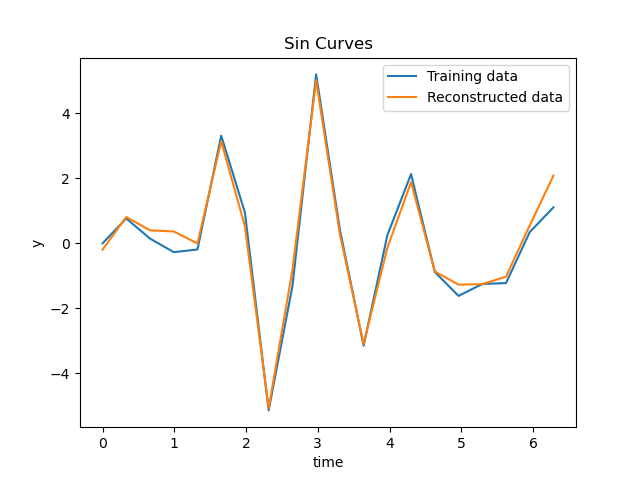 Sin Curves
Training data
Reconstructed data
4
2
0
−2
−4
y
0 1 2 3 4 5 6
time